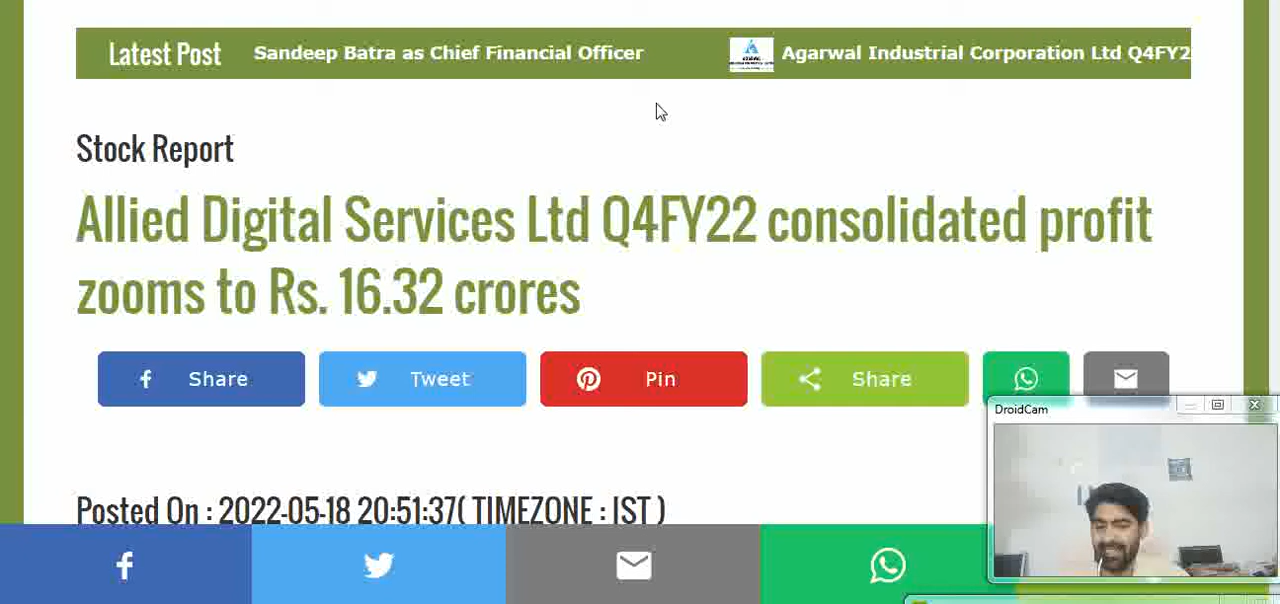 Latest Post Sandeep Batra as Chief Financial Officer Agarwal Industrial Corporation Ltd Q4FY2
Stock Report
Allied Digital Services Ltd Q4FY22 consolidated profit
zooms to Rs. 16.32 crores
Share Tweet Pin Share
DroidCam
Posted On : 2022-05-18 20:51:37( TIMEZONE : IST )